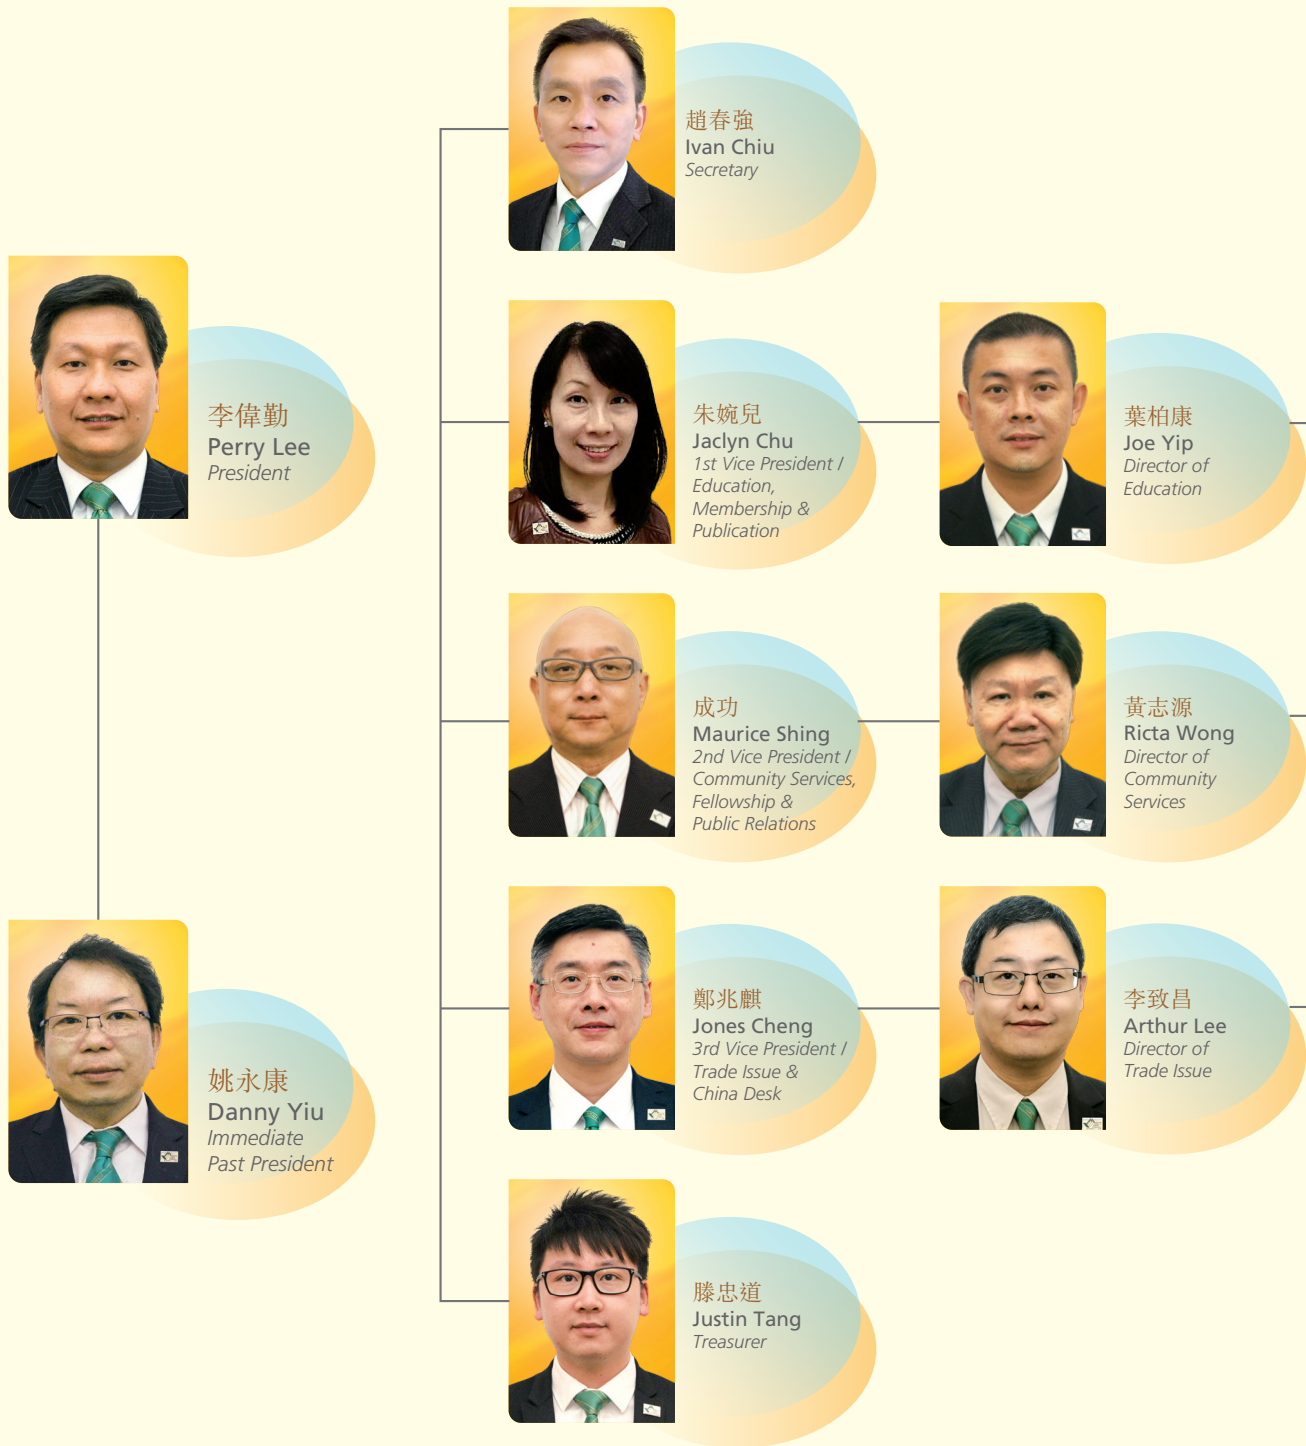 趙春強
Ivan Chiu
Secretary
李偉勤
Perry Lee
President
朱婉兒
Jaclyn Chu
1st Vice President /
Education,
Membership &
Publication
葉柏康
Joe Yip
Director of
Education
成功
Maurice Shing
2nd Vice President /
Community Services,
Fellowship &
Public Relations
黃志源
Ricta Wong
Director of
Community
Services
鄭兆麒
Jones Cheng
3rd Vice President /
Trade Issue &
China Desk
李致昌
Arthur Lee
Director of
Trade Issue
姚永康
Danny Yiu
Immediate
Past President
滕忠道
Justin Tang
Treasurer